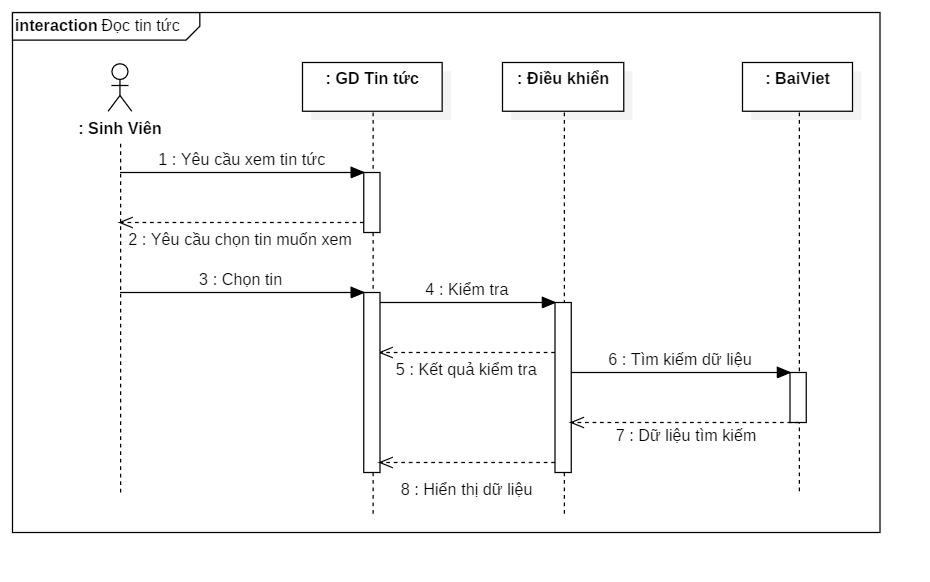 interaction Đọc tin tức
: Sinh Viên
: GD Tin tức
: Điều khiển
: BaiViet
1 : Yêu cầu xem tin tức
2 : Yêu cầu chọn tin muốn xem
3 : Chọn tin
4 : Kiểm tra
5 : Kết quả kiểm tra
6 : Tìm kiếm dữ liệu
7 : Dữ liệu tìm kiếm
8 : Hiển thị dữ liệu